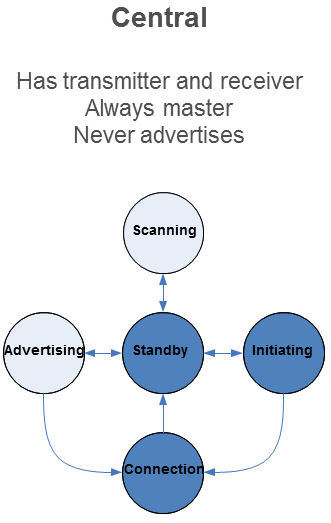 Central
Has transmitter and receiver
Always master
Never advertises
Scanning
Advertising
Standby
Initiating
Connection